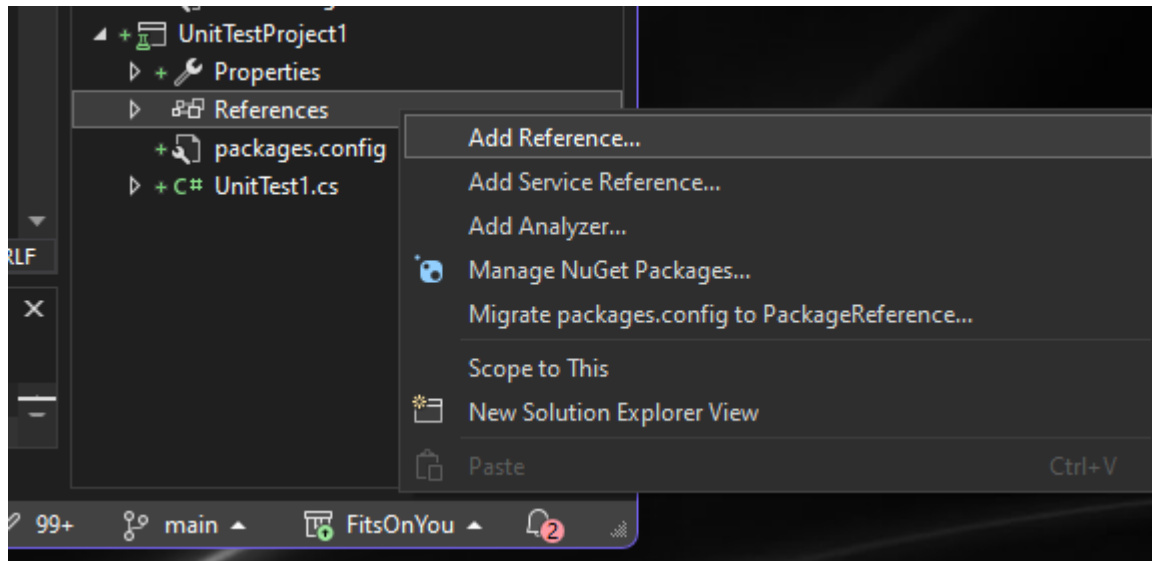 UnitTestProject1
Properties
References
packages.config
C# UnitTest1.cs
RLF
Add Reference...
Add Service Reference...
Add Analyzer...
Manage NuGet Packages...
Migrate packages.config to PackageReference...
Scope to This
New Solution Explorer View
Paste Ctrl+V
99+ main FitsOnYou 2